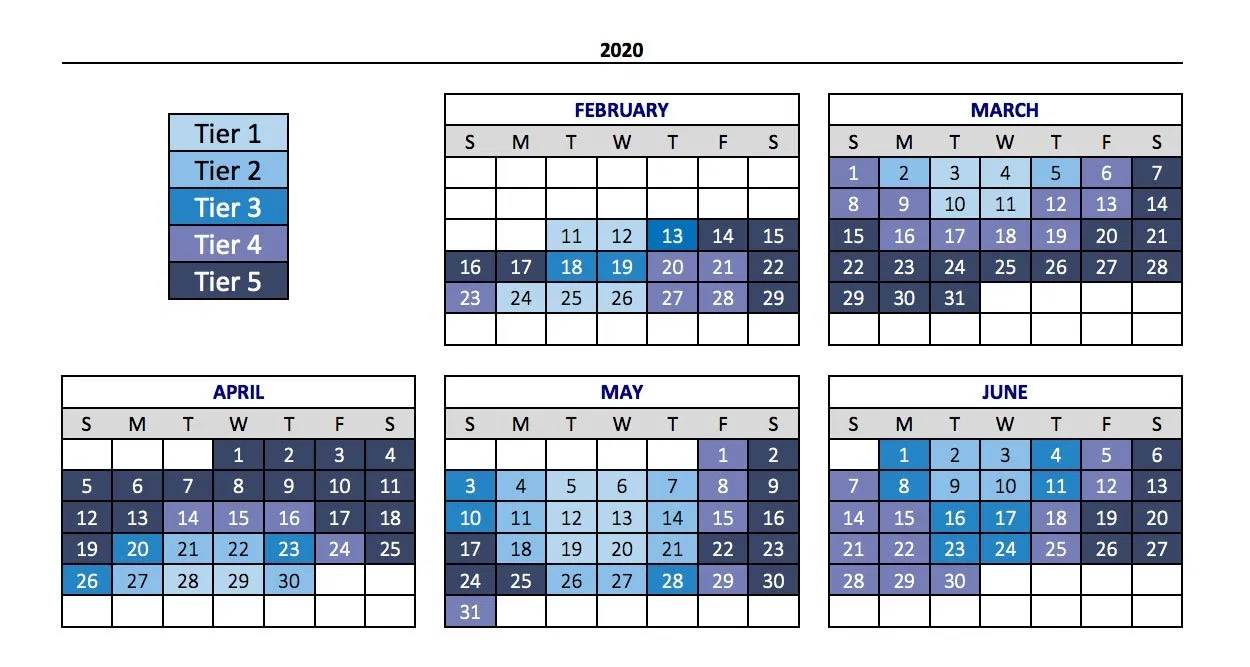 2020
Tier 1
Tier 2
Tier 3
Tier 4
Tier 5
FEBRUARY
S M T W T F S
11 12 13 14 15
16 17 18 19 20 21 22
23 24 25 26 27 28 29
MARCH
S M T W T F S
1 2 3 4 5 6 7
8 9 10 11 12 13 14
15 16 17 18 19 20 21
22 23 24 25 26 27 28
29 30 31
APRIL
S M T W T F S
1 2 3 4
5 6 7 8 9 10 11
12 13 14 15 16 17 18
19 20 21 22 23 24 25
26 27 28 29 30
MAY
S M T W T F S
1 2
3 4 5 6 7 8 9
10 11 12 13 14 15 16
17 18 19 20 21 22 23
24 25 26 27 28 29 30
31
JUNE
S M T W T F S
1 2 3 4 5 6
7 8 9 10 11 12 13
14 15 16 17 18 19 20
21 22 23 24 25 26 27
28 29 30